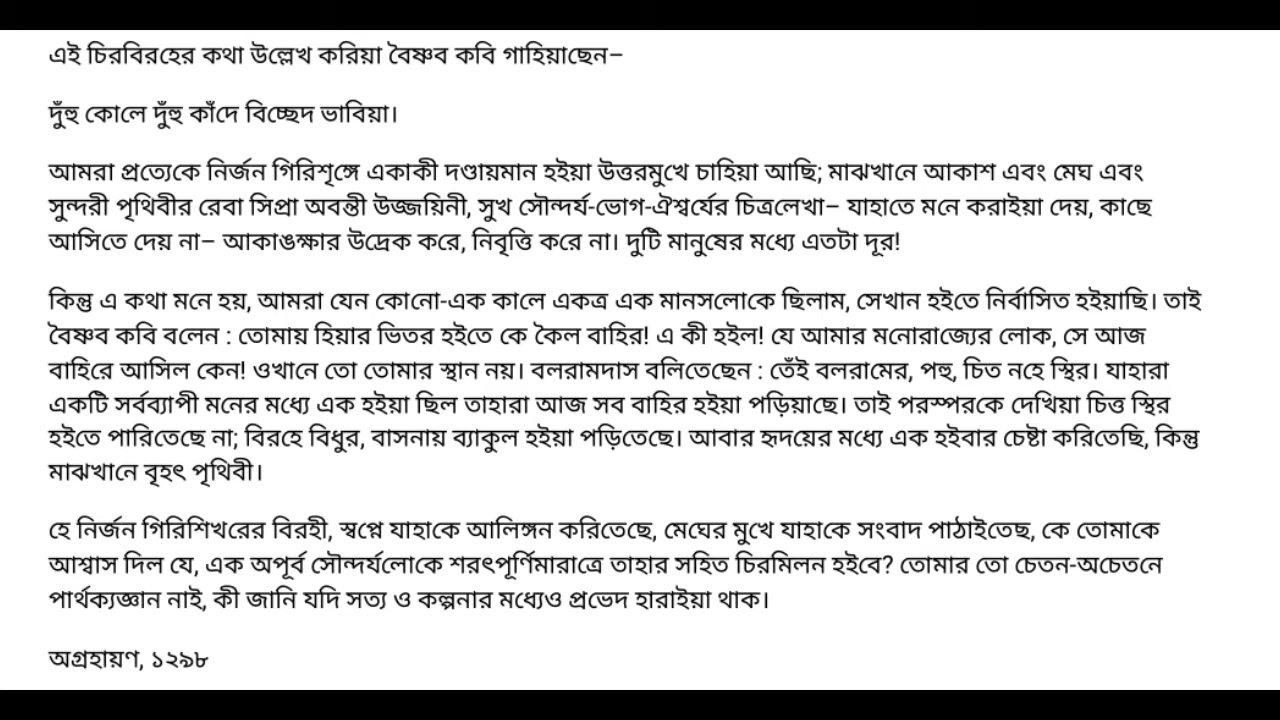 এই চিরবিরহের কথা উল্লেখ করিয়া বৈষ্ণব কবি গাহিয়াছেন–
দুঁহু কোলে দুঁহু কাঁদে বিচ্ছেদ ভাবিয়া।
আমরা প্রত্যেকে নির্জন গিরিশৃঙ্গে একাকী দণ্ডায়মান হইয়া উত্তরমুখে চাহিয়া আছি; মাঝখানে আকাশ এবং মেঘ এবং
সুন্দরী পৃথিবীর রেবা সিপ্রা অবন্তী উজ্জয়িনী, সুখ সৌন্দর্য-ভোগ-ঐশ্বর্যের চিত্রলেখা– যাহাতে মনে করাইয়া দেয়, কাছে
আসিতে দেয় না– আকাঙক্ষার উদ্রেক করে, নিবৃত্তি করে না। দুটি মানুষের মধ্যে এতটা দূর!
কিন্তু এ কথা মনে হয়, আমরা যেন কোনো-এক কালে একত্র এক মানসলোকে ছিলাম, সেখান হইতে নির্বাসিত হইয়াছি। তাই
বৈষ্ণব কবি বলেন : তোমায় হিয়ার ভিতর হইতে কে কৈল বাহির! এ কী হইল! যে আমার মনোরাজ্যের লোক, সে আজ
বাহিরে আসিল কেন! ওখানে তো তোমার স্থান নয়। বলরামদাস বলিতেছেন : তেঁই বলরামের, পহু, চিত নহে স্থির। যাহারা
একটি সর্বব্যাপী মনের মধ্যে এক হইয়া ছিল তাহারা আজ সব বাহির হইয়া পড়িয়াছে। তাই পরস্পরকে দেখিয়া চিত্ত স্থির
হইতে পারিতেছে না; বিরহে বিধুর, বাসনায় ব্যাকুল হইয়া পড়িতেছে। আবার হৃদয়ের মধ্যে এক হইবার চেষ্টা করিতেছি, কিন্তু
মাঝখানে বৃহৎ পৃথিবী।
হে নির্জন গিরিশিখরের বিরহী, স্বপ্নে যাহাকে আলিঙ্গন করিতেছে, মেঘের মুখে যাহাকে সংবাদ পাঠাইতেছ, কে তোমাকে
আশ্বাস দিল যে, এক অপূর্ব সৌন্দর্যলোকে শরৎপূর্ণিমারাত্রে তাহার সহিত চিরমিলন হইবে? তোমার তো চেতন-অচেতনে
পার্থক্যজ্ঞান নাই, কী জানি যদি সত্য ও কল্পনার মধ্যেও প্রভেদ হারাইয়া থাক।
অগ্রহায়ণ, ১২৯৮